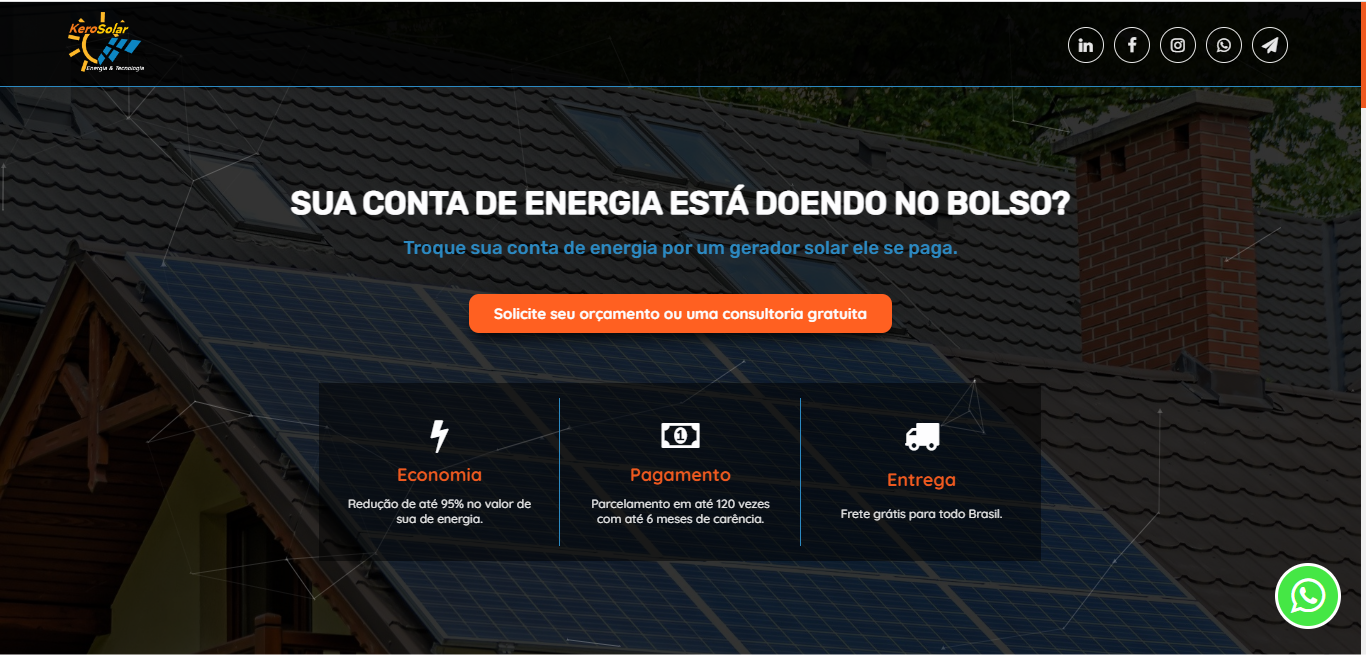 KeroSolar
Energia & Tecnologia
SUA CONTA DE ENERGIA ESTÁ DOENDO NO BOLSO?
Troque sua conta de energia por um gerador solar ele se paga.
Solicite seu orçamento ou uma consultoria gratuita
Economia
Redução de até 95% no valor de
sua de energia.
1
Pagamento
Parcelamento em até 120 vezes
com até 6 meses de carência.
Entrega
Frete grátis para todo Brasil.